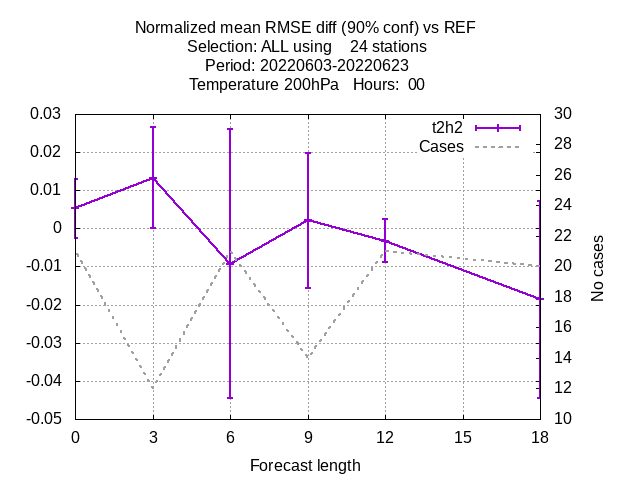 Normalized mean RMSE diff (90% conf) vs REF
Selection: ALL using    24 stations
Period: 20220603-20220623
Temperature 200hPa   Hours:  00
0.03
0.02
0.01
0
-0.01
-0.02
-0.03
-0.04
-0.05
30
28
26
24
22
20
18
16
14
12
10
t2h2
Cases
No cases
0 3 6 9 12 15 18
Forecast length